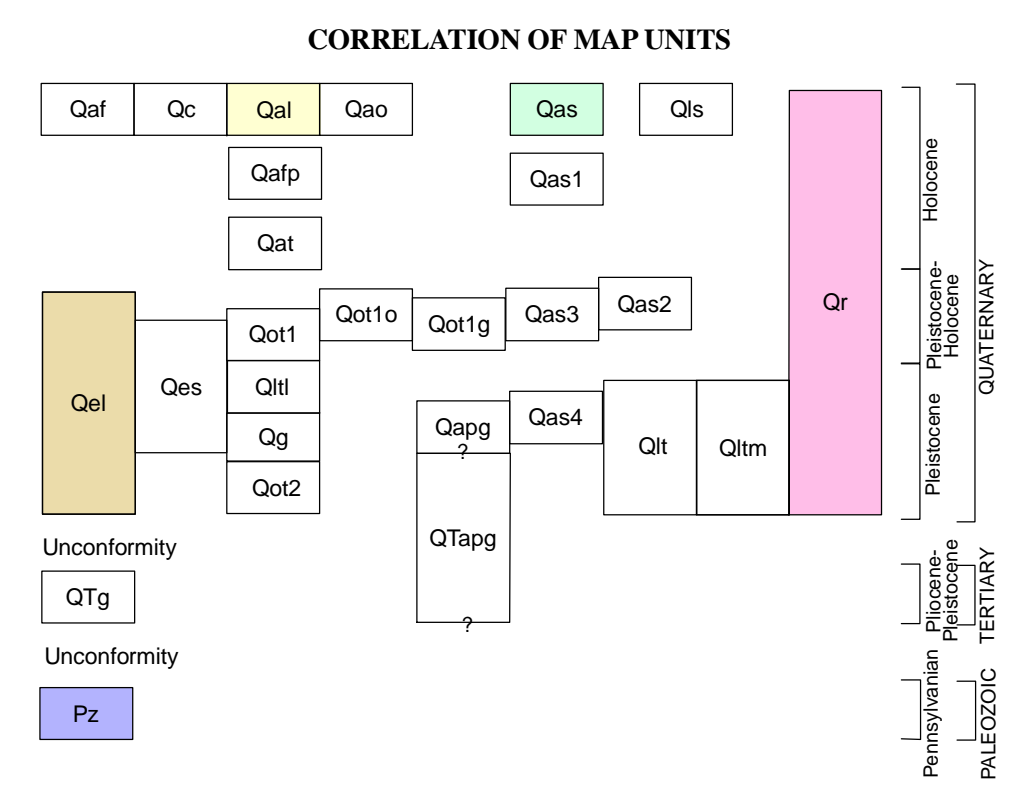 CORRELATION OF MAP UNITS
Qaf
Qc
Qal
Qao
Qas
Qls
Qafp
Qas1
Qat
Qr
Qel
Qes
Qot1
Qot1o
Qot1g
Qas3
Qas2
Qltl
Qg
Qot2
Qapg
?
Qas4
Qlt
Qltm
QTapg
?
Unconformity
QTg
Unconformity
Pz
Holocene
Pleistocene-
Holocene
Pleistocene
QUATERNARY
Pliocene-
Pleistocene
TERTIARY
Pennsylvanian
PALEOZOIC